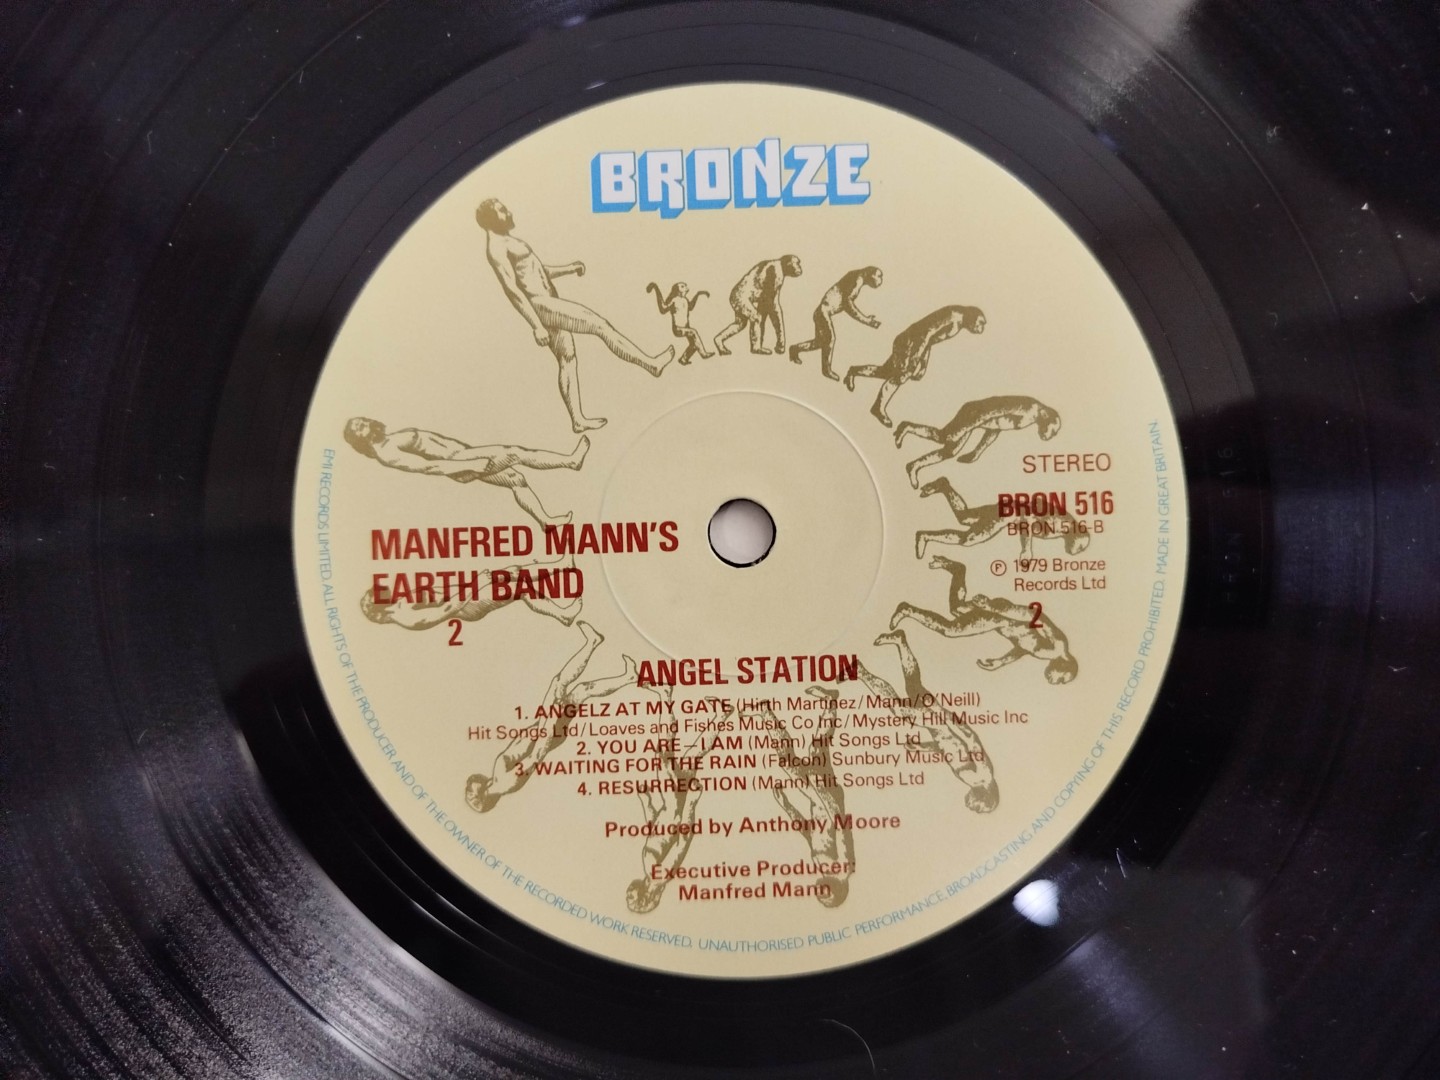 BRONZE
STEREO
BRON 516
BRON 516-B
℗ 1979 Bronze
Records Ltd
2
MANFRED MANN'S
EARTH BAND
2
ANGEL STATION
1. ANGELZ AT MY GATE (Hirth Martinez/Mann/O'Neill)
Hit Songs Ltd/Loaves and Fishes Music Co Inc/Mystery Hill Music Inc
2. YOU ARE—I AM (Mann) Hit Songs Ltd
3. WAITING FOR THE RAIN (Falcon) Sunbury Music Ltd
4. RESURRECTION (Mann) Hit Songs Ltd
Produced by Anthony Moore
Executive Producer:
Manfred Mann
EMI RECORDS LIMITED. ALL RIGHTS OF THE PRODUCER AND OF THE OWNER OF THE RECORDED WORK RESERVED. UNAUTHORISED PUBLIC PERFORMANCE, BROADCASTING AND COPYING OF THIS RECORD PROHIBITED. MADE IN GREAT BRITAIN.